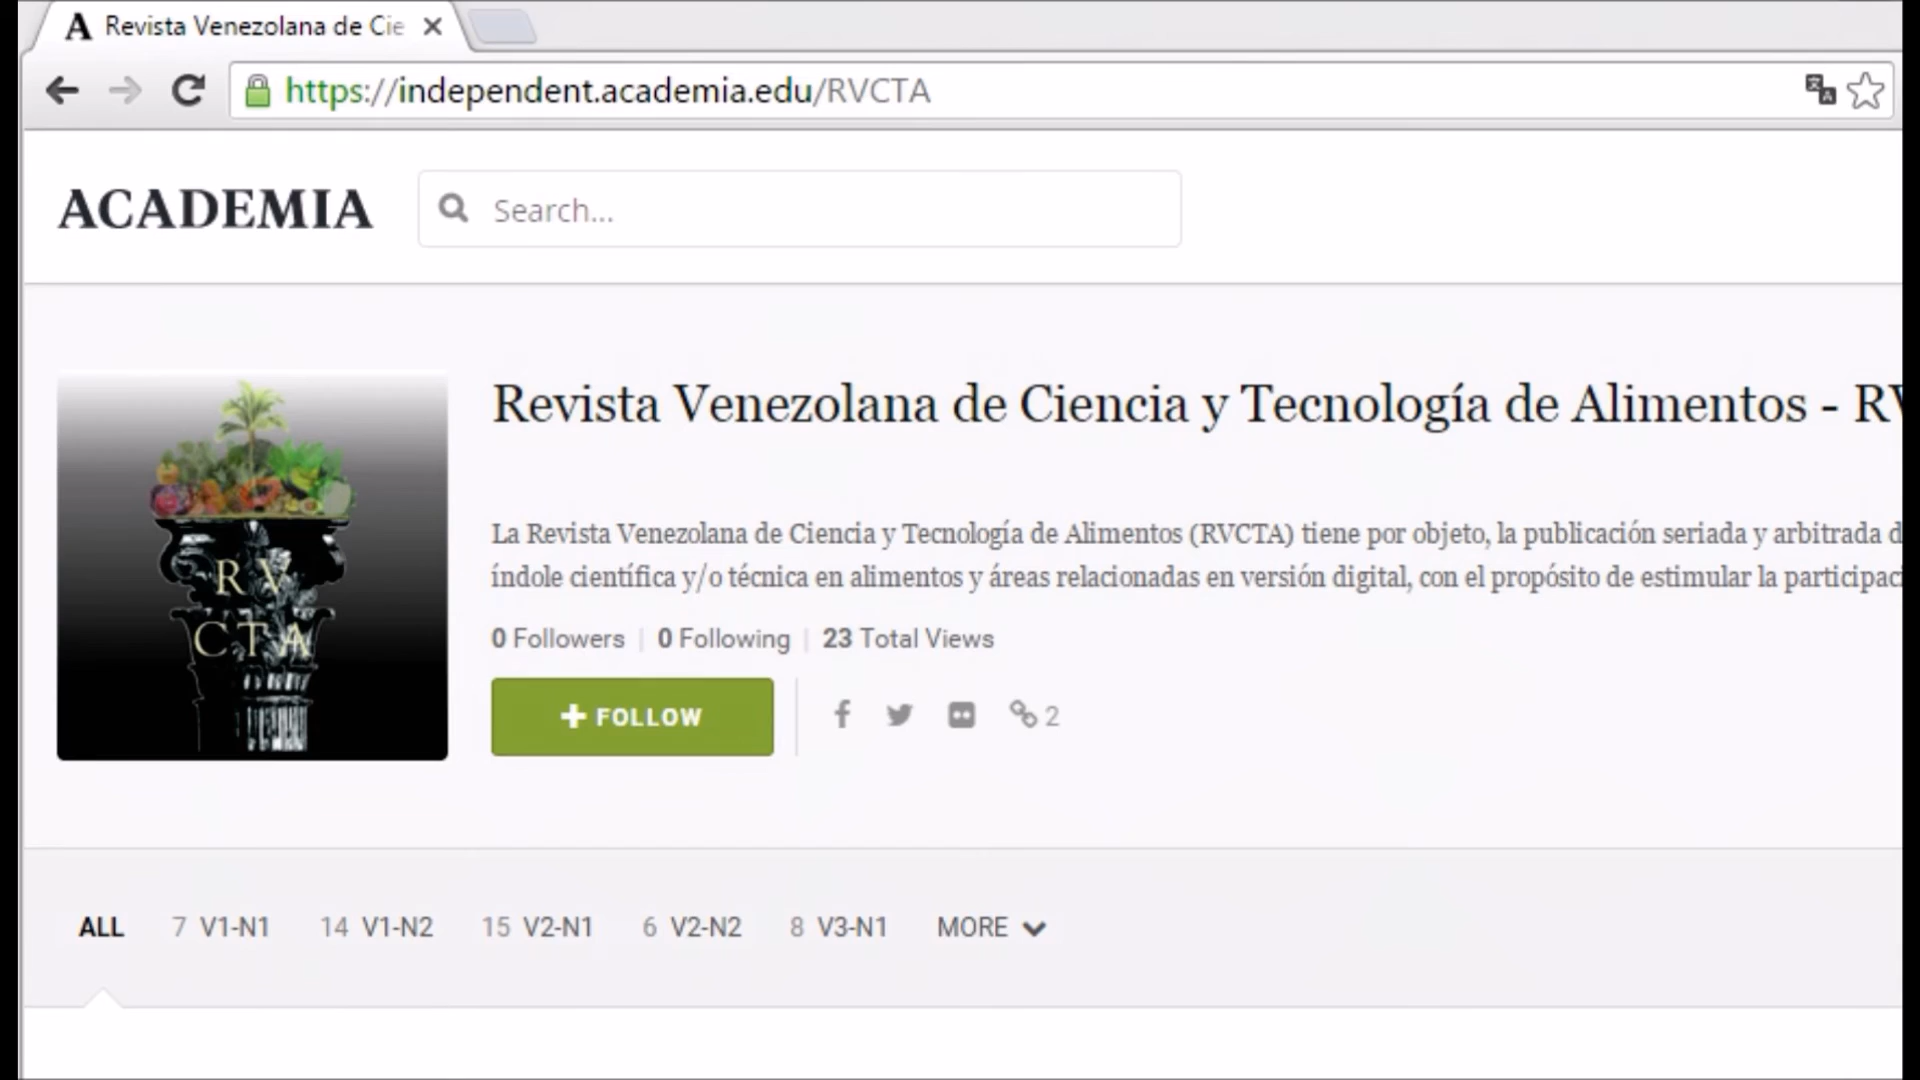 Revista Venezolana de Cie
https://independent.academia.edu/RVCTA
ACADEMIA
Search...
Revista Venezolana de Ciencia y Tecnología de Alimentos - RV
R V
C T A
La Revista Venezolana de Ciencia y Tecnología de Alimentos (RVCTA) tiene por objeto, la publicación seriada y arbitrada d
índole científica y/o técnica en alimentos y áreas relacionadas en versión digital, con el propósito de estimular la participaci
0 Followers | 0 Following | 23 Total Views
+ FOLLOW
2
ALL 7 V1-N1 14 V1-N2 15 V2-N1 6 V2-N2 8 V3-N1 MORE